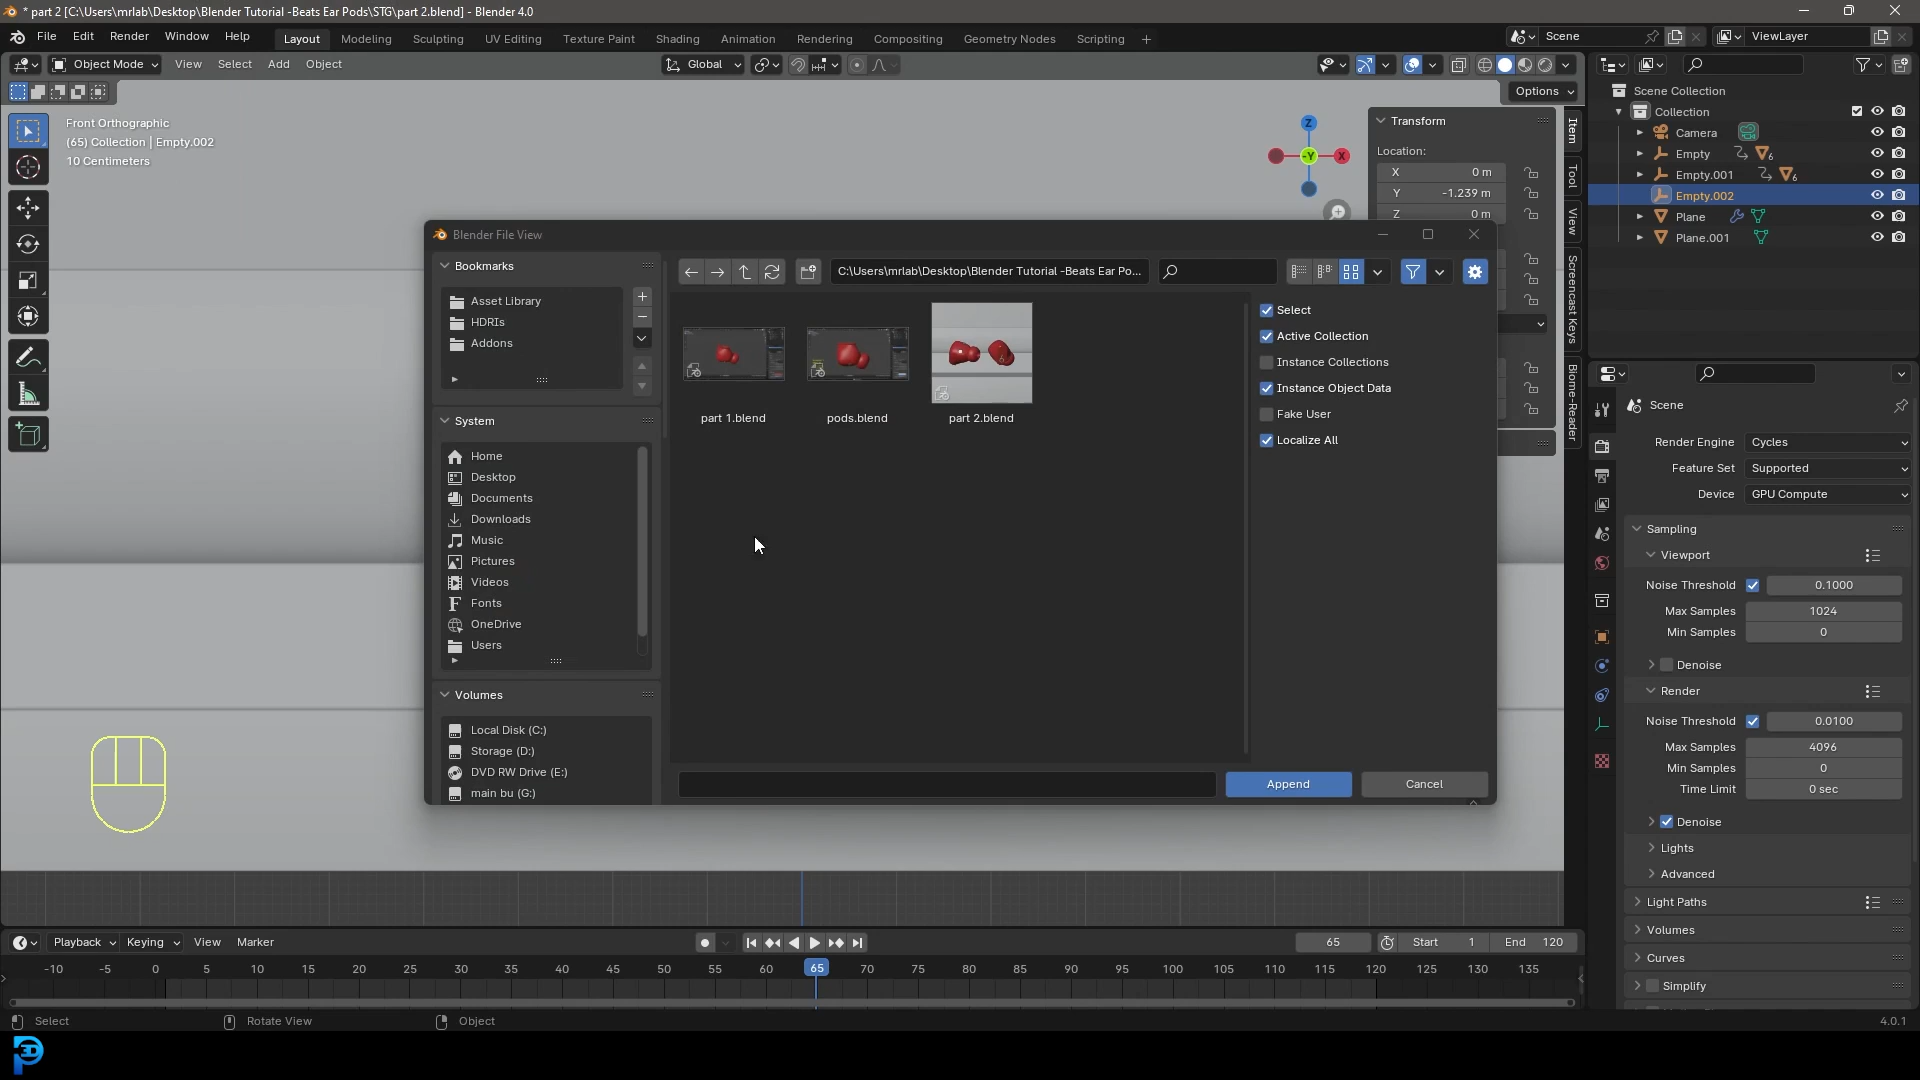 * part 2 [C:\Users\mrlab\Desktop\Blender Tutorial -Beats Ear Pods\STG\part 2.blend] - Blender 4.0
File Edit Render Window Help Layout Modeling Sculpting UV Editing Texture Paint Shading Animation Rendering Compositing Geometry Nodes Scripting + Scene ViewLayer
Object Mode View Select Add Object Global
Options
Front Orthographic
(65) Collection | Empty.002
10 Centimeters
Z
-Y
X
Transform
Location:
X 0 m
Y -1.239 m
Z 0 m
Item
Tool
View
Screencast Keys
Biome-Reader
Scene Collection
Collection
Camera
Empty 6
Empty.001 6
Empty.002
Plane
Plane.001
Blender File View
Bookmarks
Asset Library
HDRIs
Addons
System
Home
Desktop
Documents
Downloads
Music
Pictures
Videos
Fonts
OneDrive
Users
Volumes
Local Disk (C:)
Storage (D:)
DVD RW Drive (E:)
main bu (G:)
C:\Users\mrlab\Desktop\Blender Tutorial -Beats Ear Po...
part 1.blend pods.blend part 2.blend
Select
Active Collection
Instance Collections
Instance Object Data
Fake User
Localize All
Append Cancel
Scene
Render Engine Cycles
Feature Set Supported
Device GPU Compute
Sampling
Viewport
Noise Threshold 0.1000
Max Samples 1024
Min Samples 0
Denoise
Render
Noise Threshold 0.0100
Max Samples 4096
Min Samples 0
Time Limit 0 sec
Denoise
Lights
Advanced
Light Paths
Volumes
Curves
Simplify
Playback Keying View Marker 65 Start 1 End 120
-10 -5 0 5 10 15 20 25 30 35 40 45 50 55 60 65 70 75 80 85 90 95 100 105 110 115 120 125 130 135
Select Rotate View Object 4.0.1